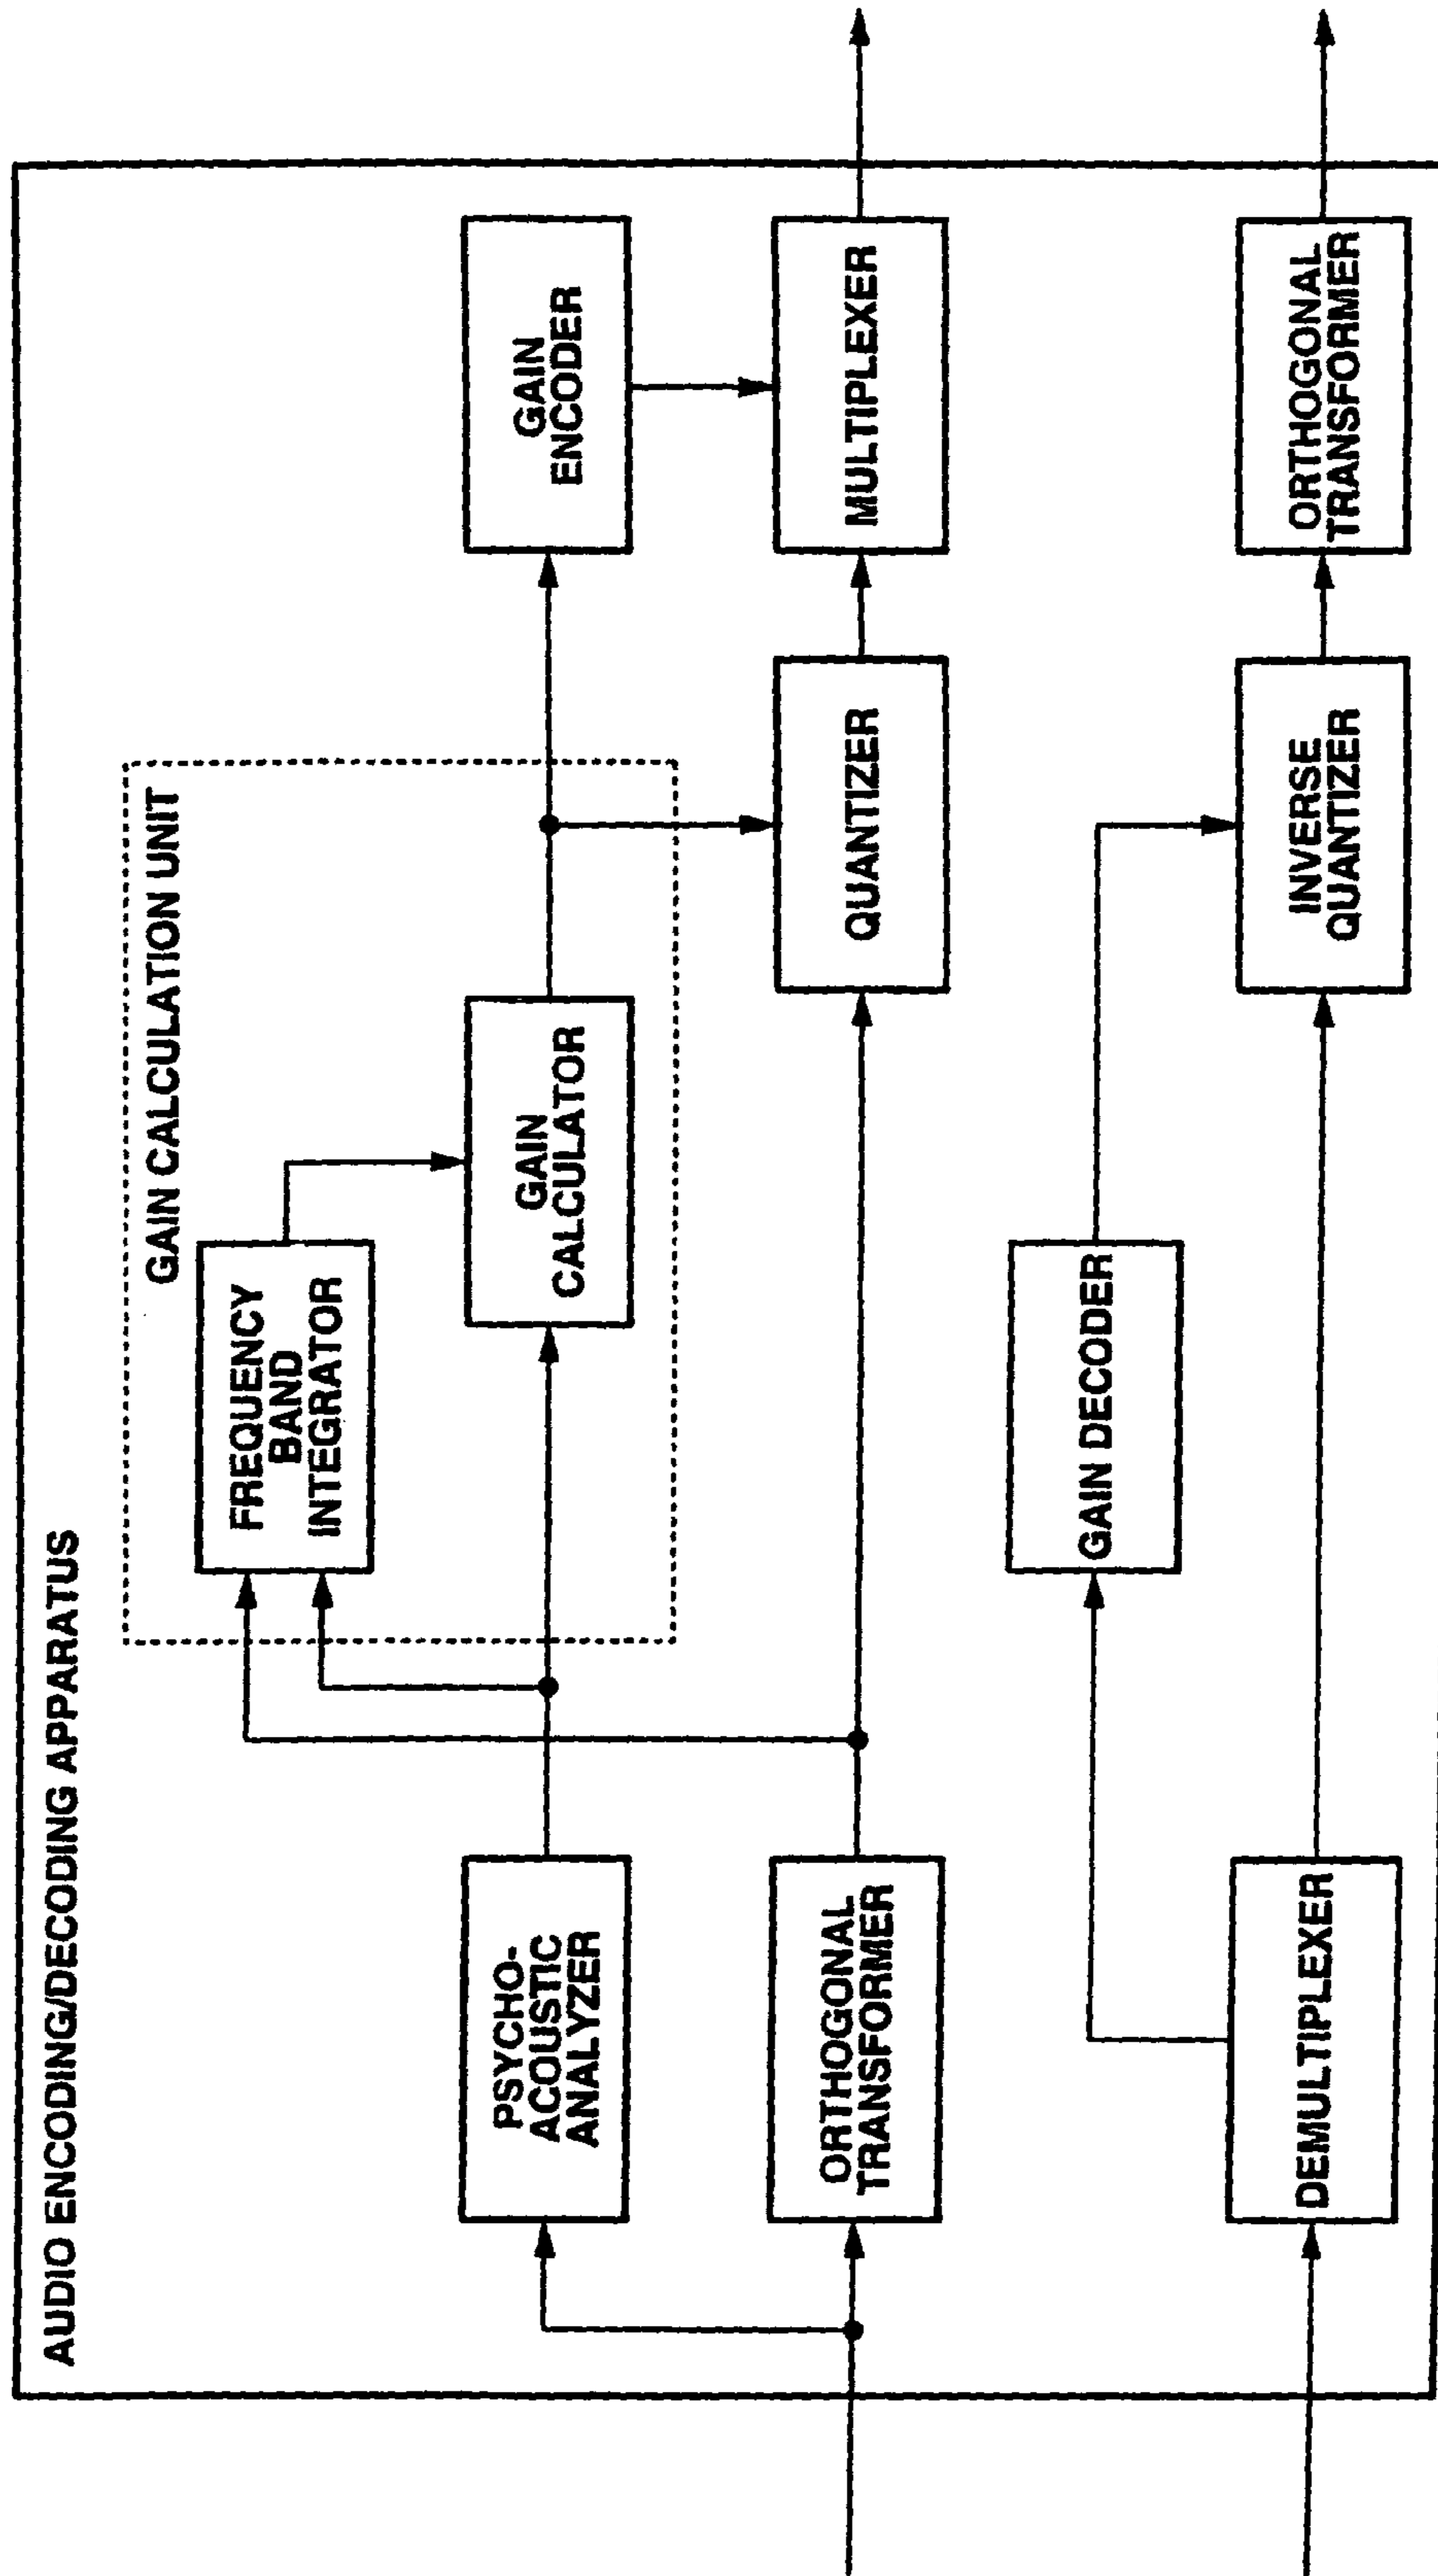 AUDIO ENCODING/DECODING APPARATUS
GAIN CALCULATION UNIT
FREQUENCY
BAND
INTEGRATOR
PSYCHO-
ACOUSTIC
ANALYZER
GAIN
CALCULATOR
GAIN
ENCODER
ORTHOGONAL
TRANSFORMER
QUANTIZER
MULTIPLEXER
GAIN DECODER
DEMULTIPLEXER
INVERSE
QUANTIZER
ORTHOGONAL
TRANSFORMER